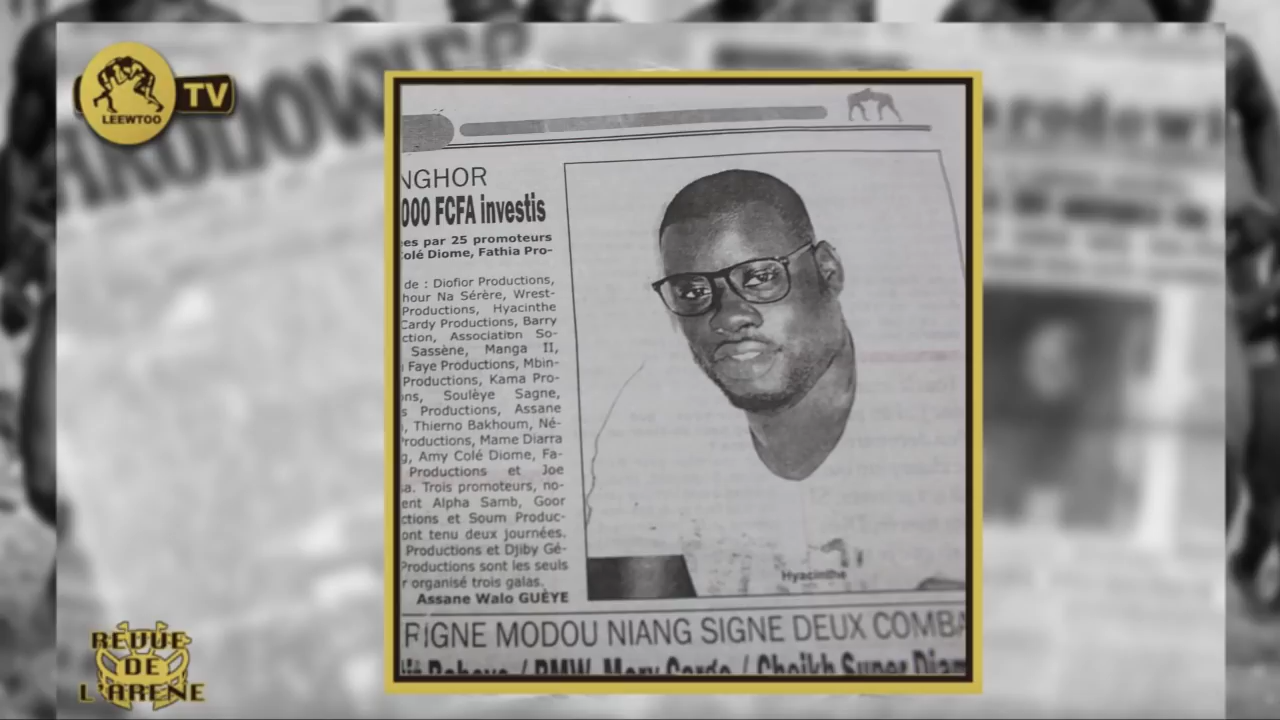 LEEWTOO
TV
NGHOR
000 FCFA investis
es par 25 promoteurs
Colé Diome, Fathia Pro-
de : Diofior Productions,
hour Na Sérère, Wrest-
Productions, Hyacinthe
Cardy Productions, Barry
ction, Association So-
Sassène, Manga II,
Faye Productions, Mbin-
Productions, Kama Pro-
ons, Soulèye Sagne,
s Productions, Assane
, Thierno Bakhoum, Né-
Productions, Mame Diarra
g, Amy Colé Diome, Fa-
Productions et Joe
sa. Trois promoteurs, no-
ent Alpha Samb, Goor
ctions et Soum Produc-
ont tenu deux journées.
Productions et Djiby Gé-
Productions sont les seuls
r organisé trois galas.
Assane Walo GUÈYE
Hyacinthe
RIGNE MODOU NIANG SIGNE DEUX COMBA
REVUE
DE
L'ARENE